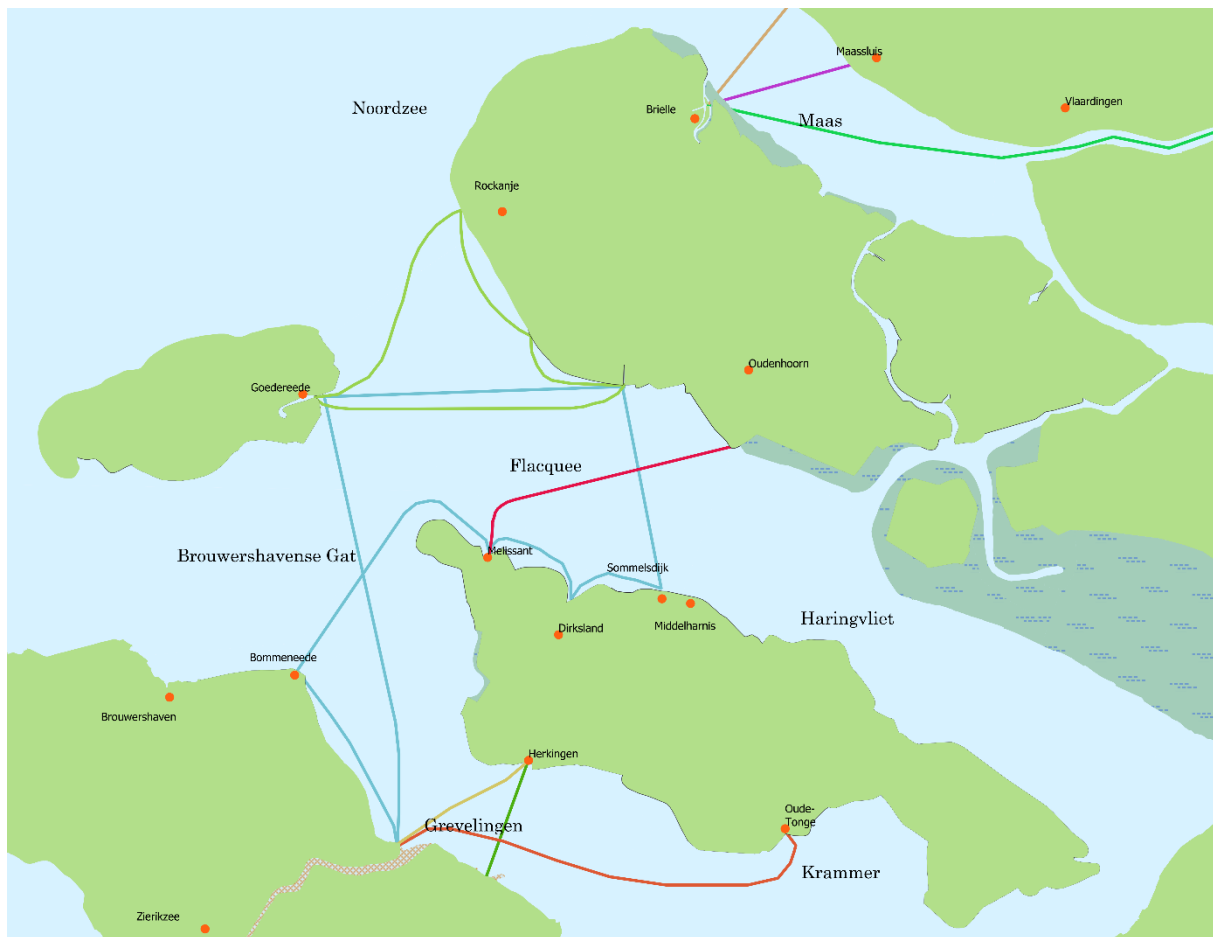 Maassluis
Noordzee
Vlaardingen
Brielle
Maas
Rockanje
Oudenhoorn
Goedereede
Flacquee
Brouwershavense Gat
Melissant
Sommelsdijk
Haringvliet
Dirksland
Middelharnis
Bommeneede
Brouwershaven
Herkingen
Oude-
Tonge
Grevelingen
Krammer
Zierikzee